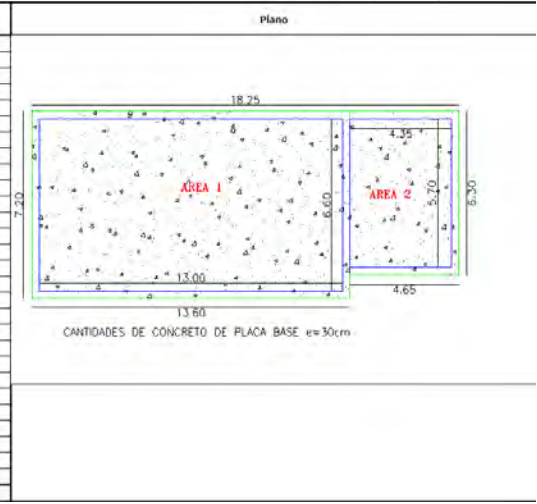 Plano
18.25
4.35
7.20
AREA 1
6.60
AREA 2
5.70
6.30
13.00
4.65
13.60
CANTIDADES DE CONCRETO DE PLACA BASE e=30cm